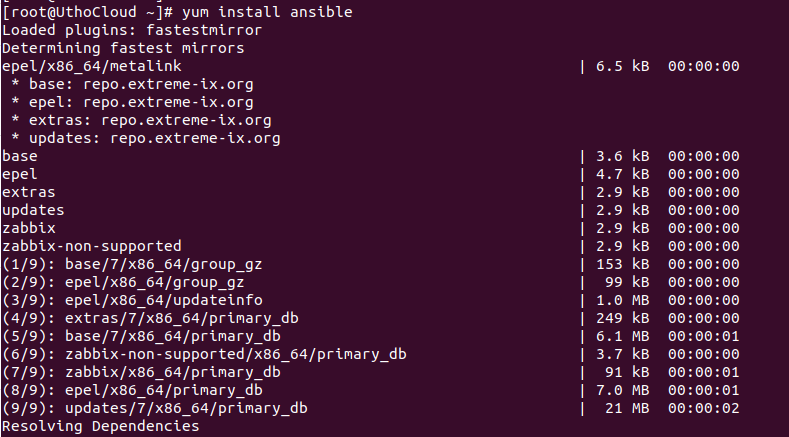 [root@UthoCloud ~]# yum install ansible
Loaded plugins: fastestmirror
Determining fastest mirrors
epel/x86_64/metalink | 6.5 kB 00:00:00
 * base: repo.extreme-ix.org
 * epel: repo.extreme-ix.org
 * extras: repo.extreme-ix.org
 * updates: repo.extreme-ix.org
base | 3.6 kB 00:00:00
epel | 4.7 kB 00:00:00
extras | 2.9 kB 00:00:00
updates | 2.9 kB 00:00:00
zabbix | 2.9 kB 00:00:00
zabbix-non-supported | 2.9 kB 00:00:00
(1/9): base/7/x86_64/group_gz | 153 kB 00:00:00
(2/9): epel/x86_64/group_gz | 99 kB 00:00:00
(3/9): epel/x86_64/updateinfo | 1.0 MB 00:00:00
(4/9): extras/7/x86_64/primary_db | 249 kB 00:00:00
(5/9): base/7/x86_64/primary_db | 6.1 MB 00:00:01
(6/9): zabbix-non-supported/x86_64/primary_db | 3.7 kB 00:00:00
(7/9): zabbix/x86_64/primary_db | 91 kB 00:00:01
(8/9): epel/x86_64/primary_db | 7.0 MB 00:00:01
(9/9): updates/7/x86_64/primary_db | 21 MB 00:00:02
Resolving Dependencies